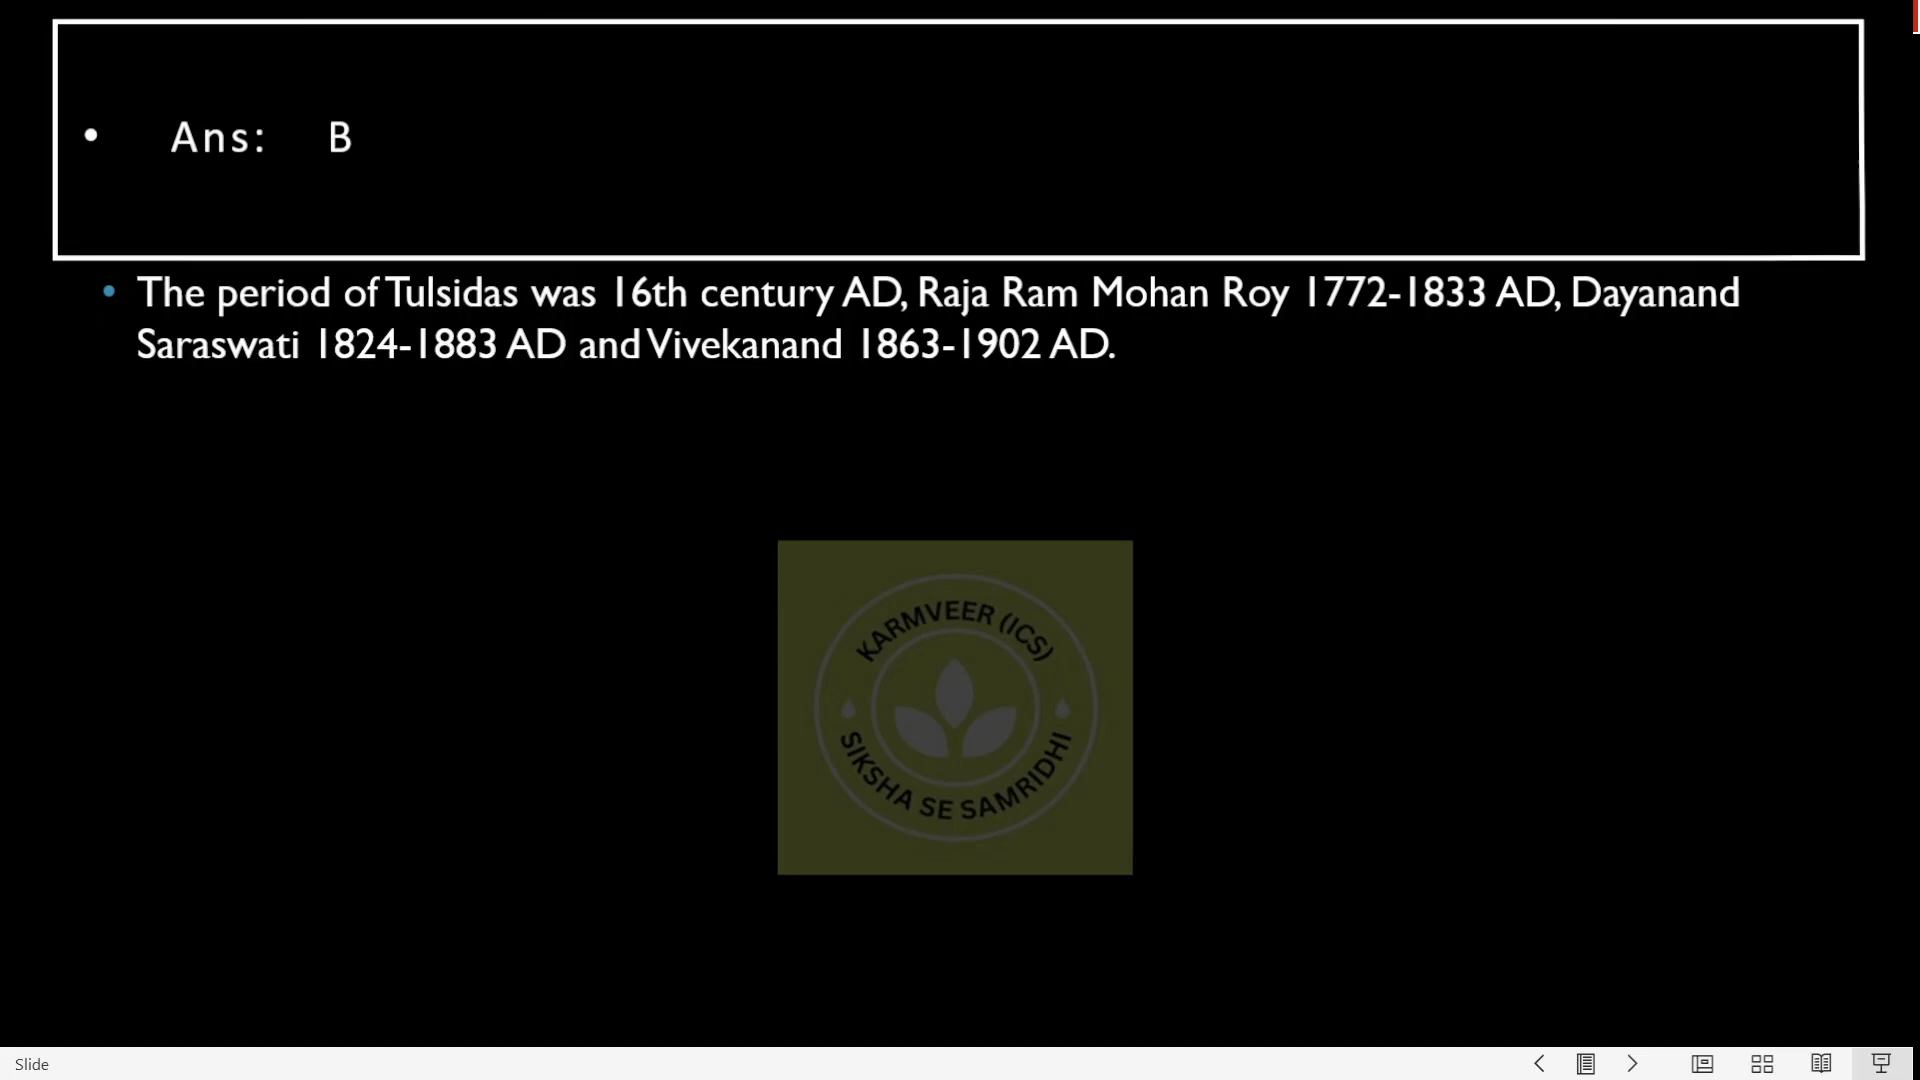 • Ans: B
• The period of Tulsidas was 16th century AD, Raja Ram Mohan Roy 1772-1833 AD, Dayanand
Saraswati 1824-1883 AD and Vivekanand 1863-1902 AD.
KARMVEER (ICS)
SIKSHA SE SAMRIDHI
Slide